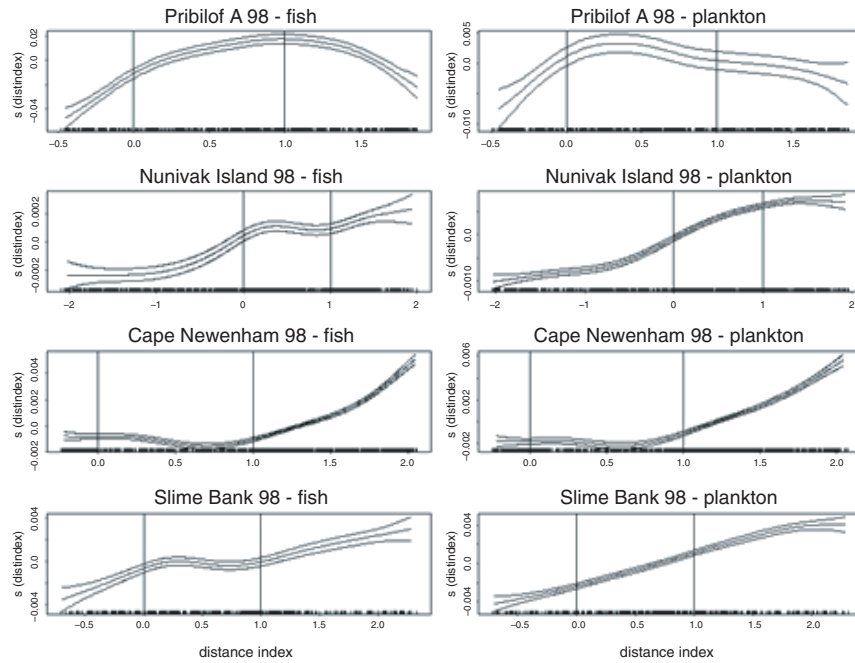 Pribilof A 98 - fish
s (distindex)
0.02
0.0
-0.04
-0.5 0.0 0.5 1.0 1.5
Pribilof A 98 - plankton
s (distindex)
0.005
0.0
-0.010
-0.5 0.0 0.5 1.0 1.5
Nunivak Island 98 - fish
s (distindex)
0.0002
0.0
-0.0002
-2 -1 0 1 2
Nunivak Island 98 - plankton
s (distindex)
0.0
-0.0010
-2 -1 0 1 2
Cape Newenham 98 - fish
s (distindex)
0.004
0.002
0.0
-0.002
0.0 0.5 1.0 1.5 2.0
Cape Newenham 98 - plankton
s (distindex)
0.006
0.002
-0.002
0.0 0.5 1.0 1.5 2.0
Slime Bank 98 - fish
s (distindex)
0.004
0.0
-0.004
-0.5 0.0 0.5 1.0 1.5 2.0
distance index
Slime Bank 98 - plankton
s (distindex)
0.004
0.0
-0.004
-0.5 0.0 0.5 1.0 1.5 2.0
distance index